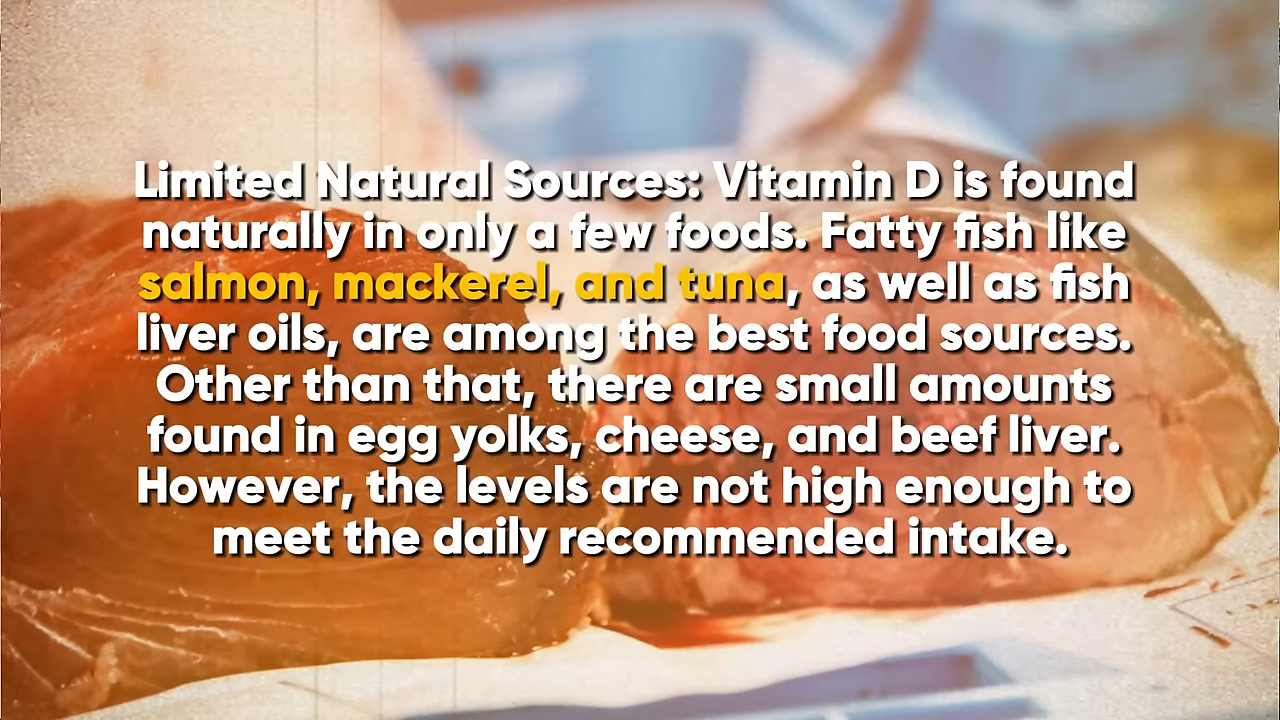 Limited Natural Sources: Vitamin D is found
naturally in only a few foods. Fatty fish like
salmon, mackerel, and tuna, as well as fish
liver oils, are among the best food sources.
Other than that, there are small amounts
found in egg yolks, cheese, and beef liver.
However, the levels are not high enough to
meet the daily recommended intake.